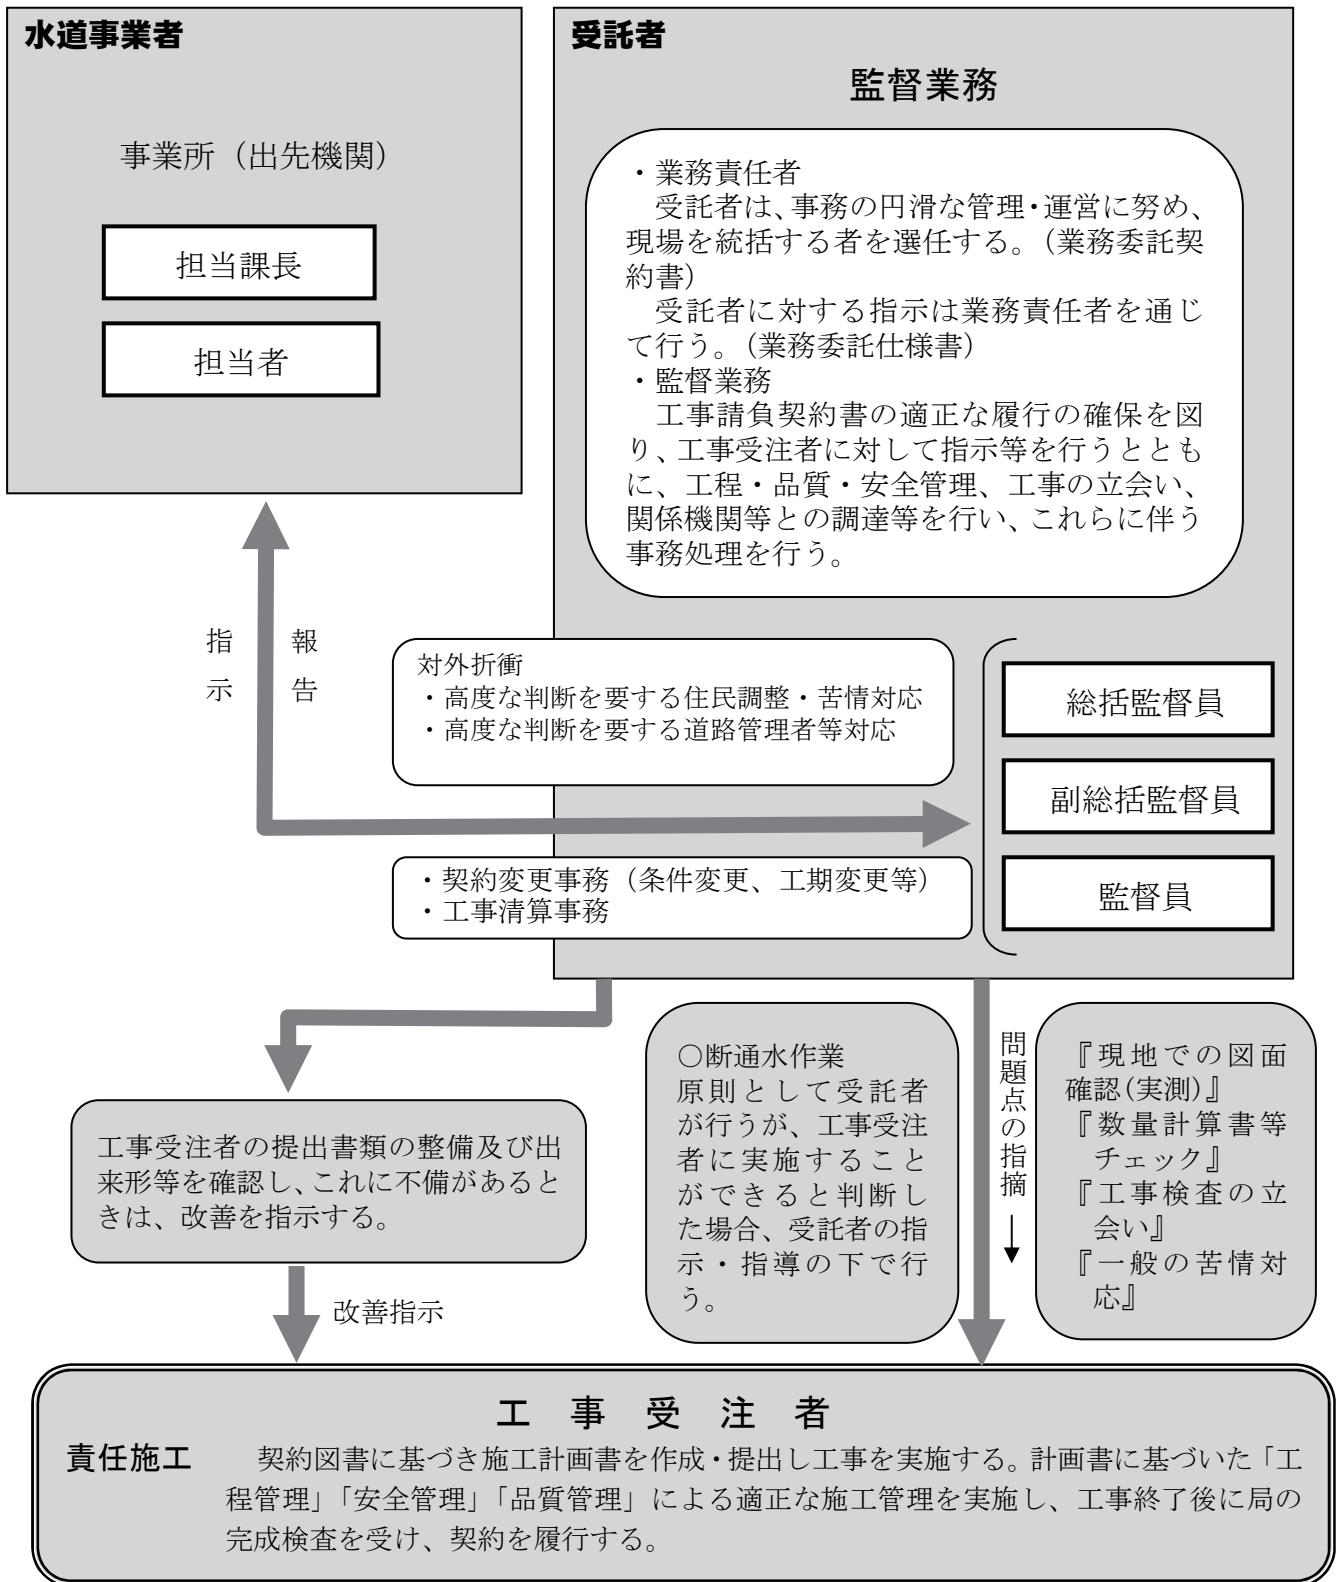 水道事業者
事業所（出先機関）
担当課長
担当者
受託者
監督業務
・業務責任者
受託者は、事務の円滑な管理・運営に努め、
現場を統括する者を選任する。（業務委託契
約書）
受託者に対する指示は業務責任者を通じ
て行う。（業務委託仕様書）
・監督業務
工事請負契約書の適正な履行の確保を図
り、工事受注者に対して指示等を行うととも
に、工程・品質・安全管理、工事の立会い、
関係機関等との調達等を行い、これらに伴う
事務処理を行う。
指示
報告
対外折衝
・高度な判断を要する住民調整・苦情対応
・高度な判断を要する道路管理者等対応
・契約変更事務（条件変更、工期変更等）
・工事清算事務
総括監督員
副総括監督員
監督員
工事受注者の提出書類の整備及び出
来形等を確認し、これに不備があると
きは、改善を指示する。
改善指示
○断通水作業
原則として受託者
が行うが、工事受注
者に実施すること
ができると判断し
た場合、受託者の指
示・指導の下で行
う。
問題点の指摘
『現地での図面
確認(実測)』
『数量計算書等
チェック』
『工事検査の立
会い』
『一般の苦情対
応』
工事受注者
責任施工 契約図書に基づき施工計画書を作成・提出し工事を実施する。計画書に基づいた「工
程管理」「安全管理」「品質管理」による適正な施工管理を実施し、工事終了後に局の
完成検査を受け、契約を履行する。